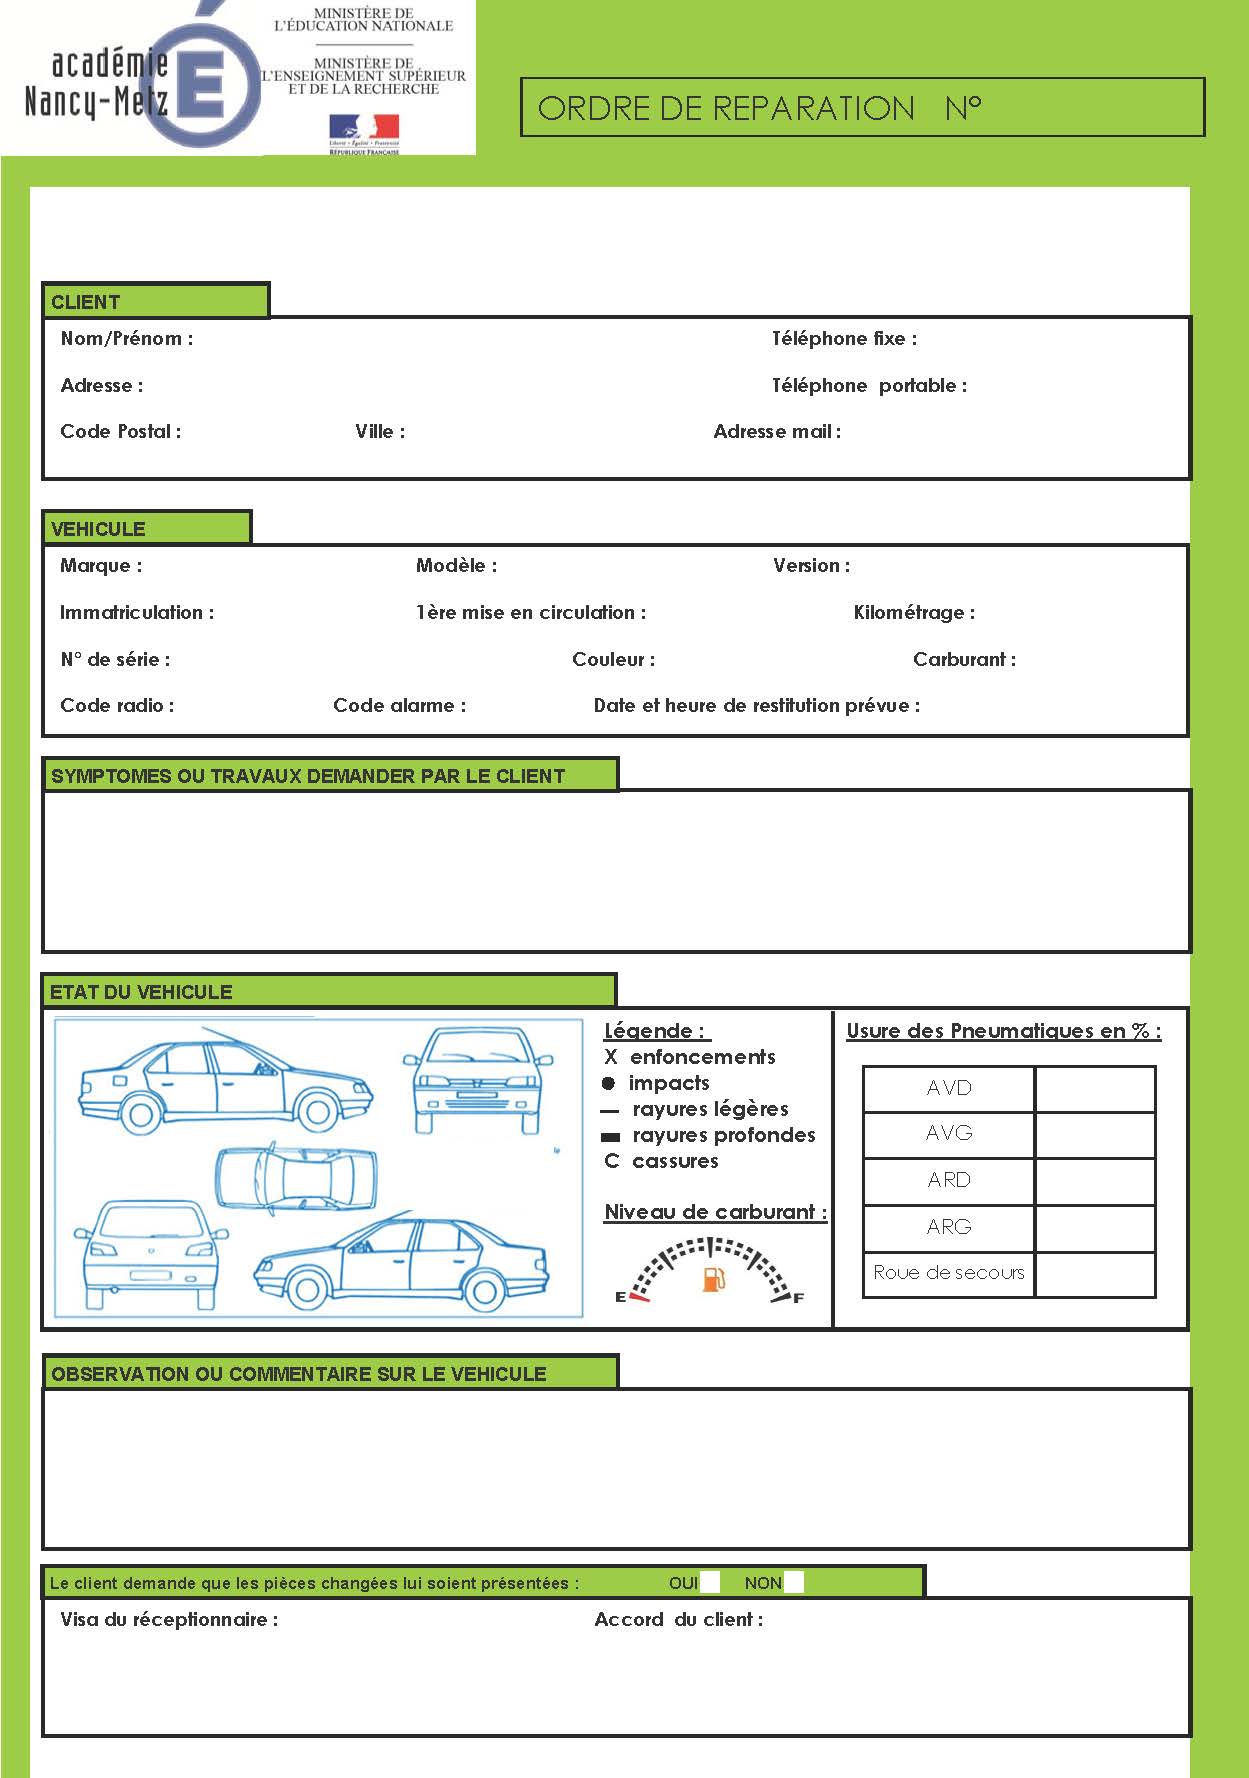 MINISTÈRE DE
L'ÉDUCATION NATIONALE
MINISTÈRE DE
L'ENSEIGNEMENT SUPÉRIEUR
ET DE LA RECHERCHE
académie
Nancy-Metz
É
Liberté • Égalité • Fraternité
RÉPUBLIQUE FRANÇAISE
ORDRE DE REPARATION N°
CLIENT
Nom/Prénom : Téléphone fixe :
Adresse : Téléphone portable :
Code Postal : Ville : Adresse mail :
VEHICULE
Marque : Modèle : Version :
Immatriculation : 1ère mise en circulation : Kilométrage :
N° de série : Couleur : Carburant :
Code radio : Code alarme : Date et heure de restitution prévue :
SYMPTOMES OU TRAVAUX DEMANDER PAR LE CLIENT
ETAT DU VEHICULE
Légende :
X enfoncements
● impacts
— rayures légères
▬ rayures profondes
C cassures
Niveau de carburant :
E F
Usure des Pneumatiques en % :
AVD
AVG
ARD
ARG
Roue de secours
OBSERVATION OU COMMENTAIRE SUR LE VEHICULE
Le client demande que les pièces changées lui soient présentées : OUI NON
Visa du réceptionnaire : Accord du client :